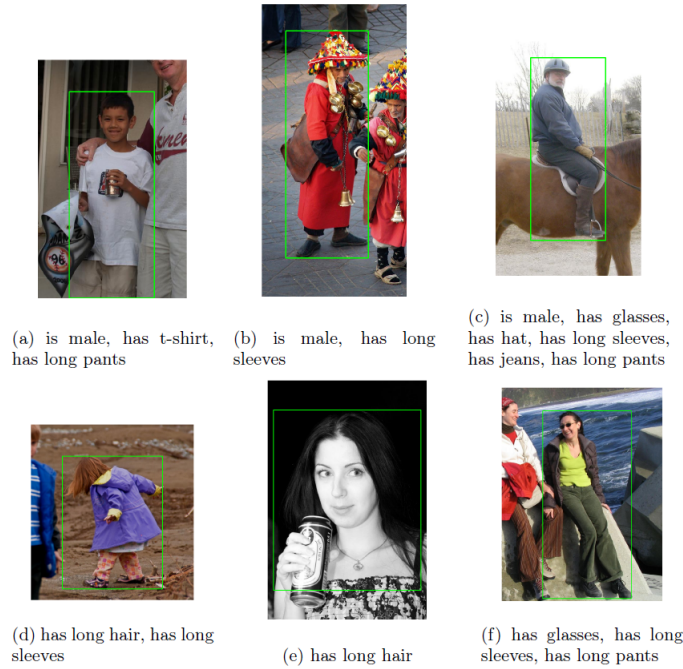 (a) is male, has t-shirt,
has long pants
(b) is male, has long
sleeves
(c) is male, has glasses,
has hat, has long sleeves,
has jeans, has long pants
96
(d) has long hair, has long
sleeves
(e) has long hair
(f) has glasses, has long
sleeves, has long pants